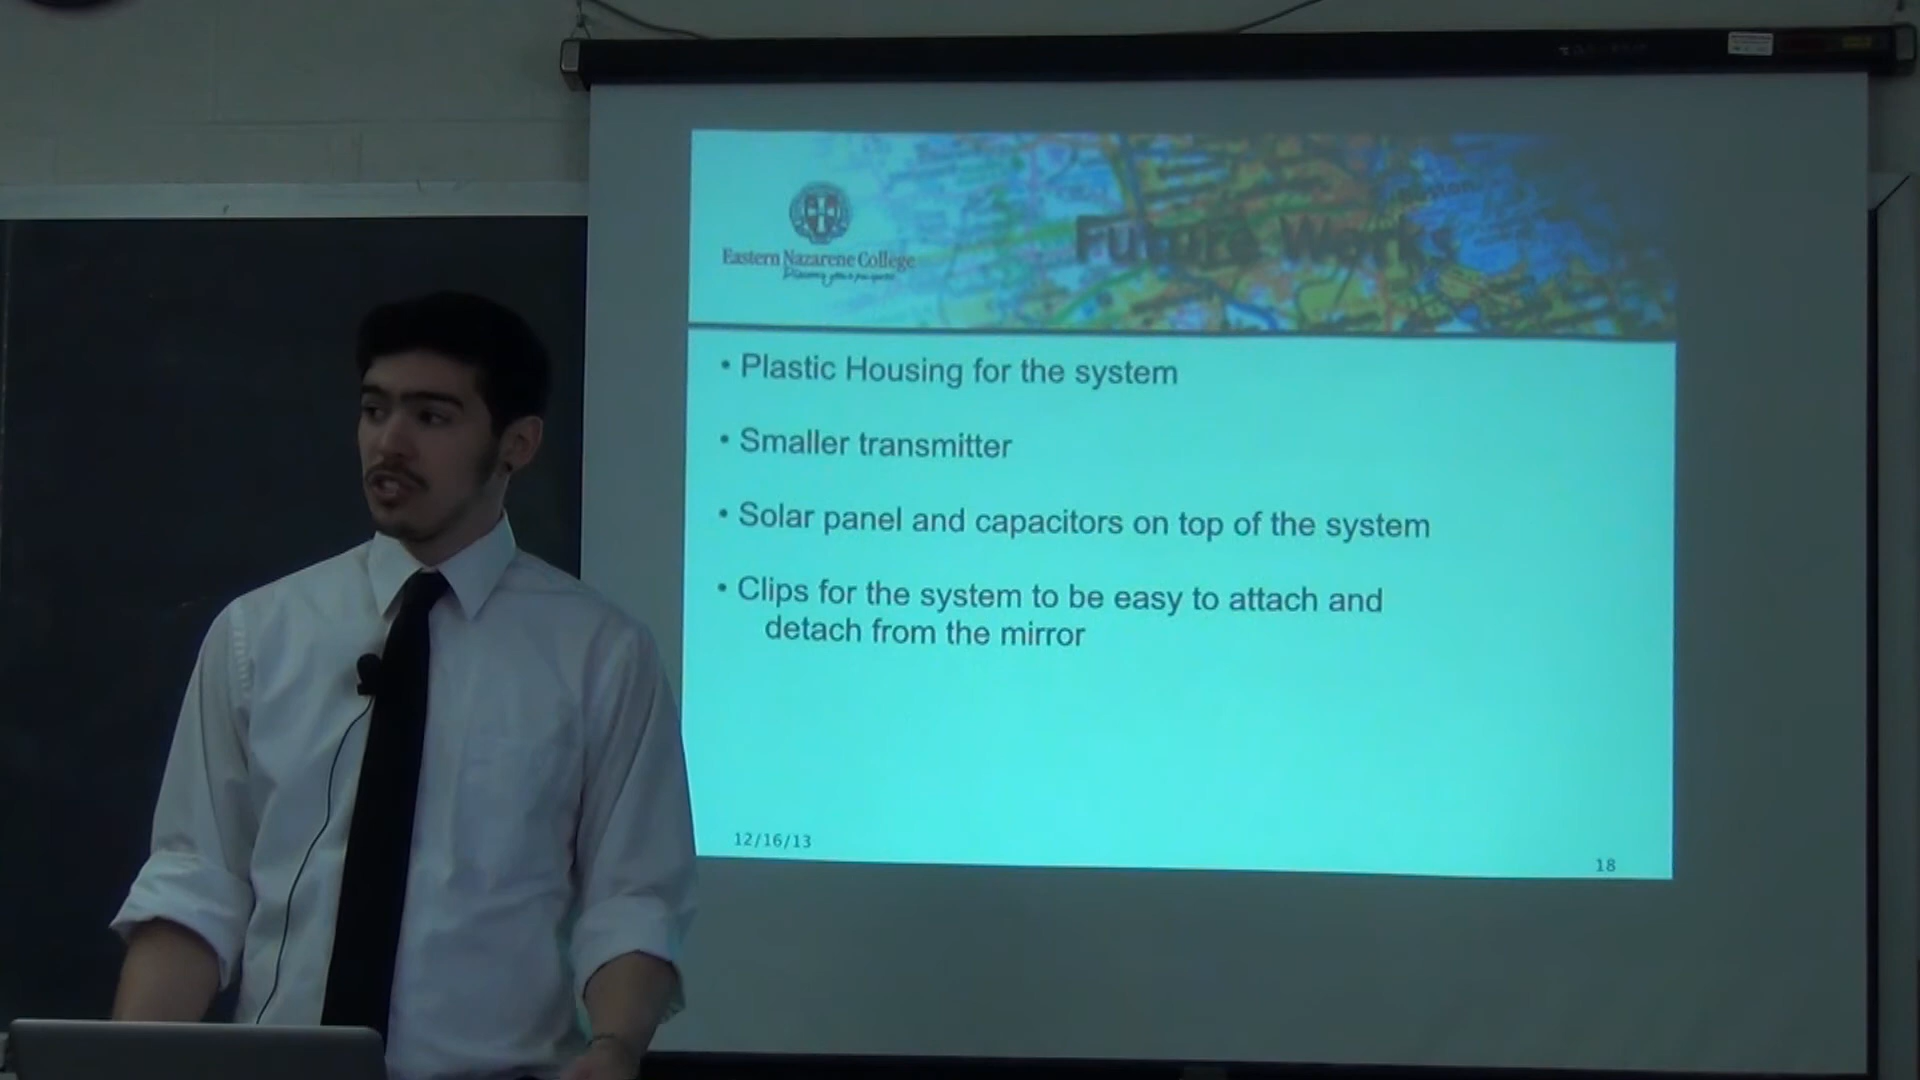 Eastern Nazarene College
Future Works
• Plastic Housing for the system
• Smaller transmitter
• Solar panel and capacitors on top of the system
• Clips for the system to be easy to attach and
detach from the mirror
12/16/13
18